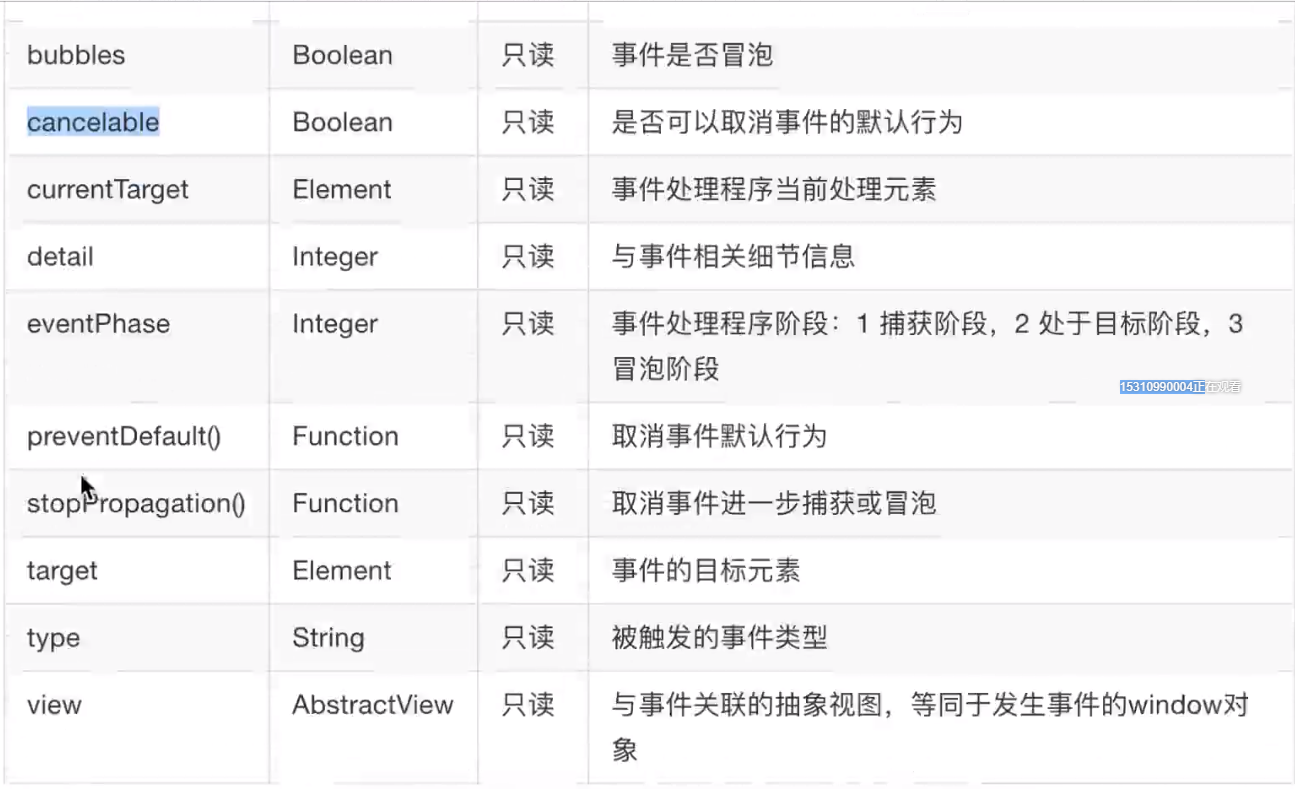 bubbles Boolean 只读 事件是否冒泡
cancelable Boolean 只读 是否可以取消事件的默认行为
currentTarget Element 只读 事件处理程序当前处理元素
detail Integer 只读 与事件相关细节信息
eventPhase Integer 只读 事件处理程序阶段：1 捕获阶段，2 处于目标阶段，3
冒泡阶段
15310990004正在观看
preventDefault() Function 只读 取消事件默认行为
stopPropagation() Function 只读 取消事件进一步捕获或冒泡
target Element 只读 事件的目标元素
type String 只读 被触发的事件类型
view AbstractView 只读 与事件关联的抽象视图，等同于发生事件的window对
象